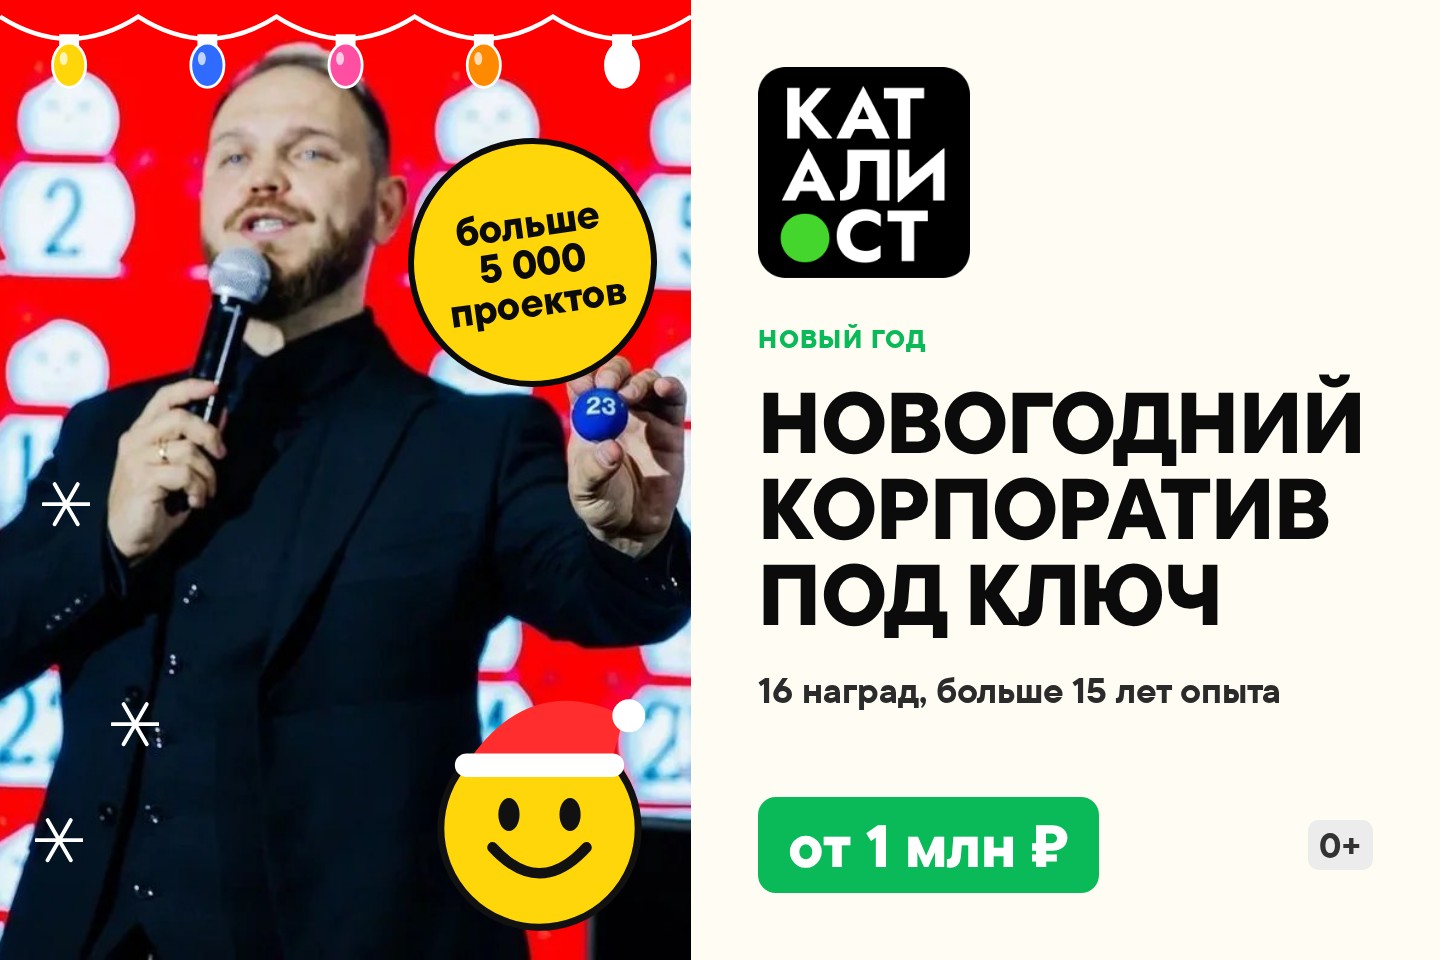 КАТ
АЛИ
СТ
НОВЫЙ ГОД
НОВОГОДНИЙ
КОРПОРАТИВ
ПОД КЛЮЧ
16 наград, больше 15 лет опыта
от 1 млн ₽
0+
больше
5 000
проектов
23
2